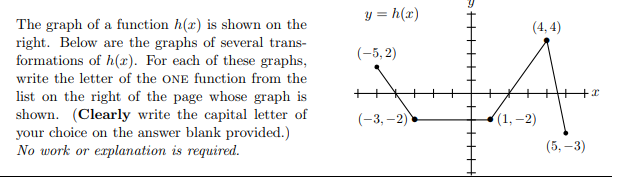 The graph of a function h(x) is shown on the
right. Below are the graphs of several trans-
formations of h(x). For each of these graphs,
write the letter of the ONE function from the
list on the right of the page whose graph is
shown. (Clearly write the capital letter of
your choice on the answer blank provided.)
No work or explanation is required.
y = h(x)
y
(4, 4)
(−5, 2)
x
(−3, −2)
(1, −2)
(5, −3)